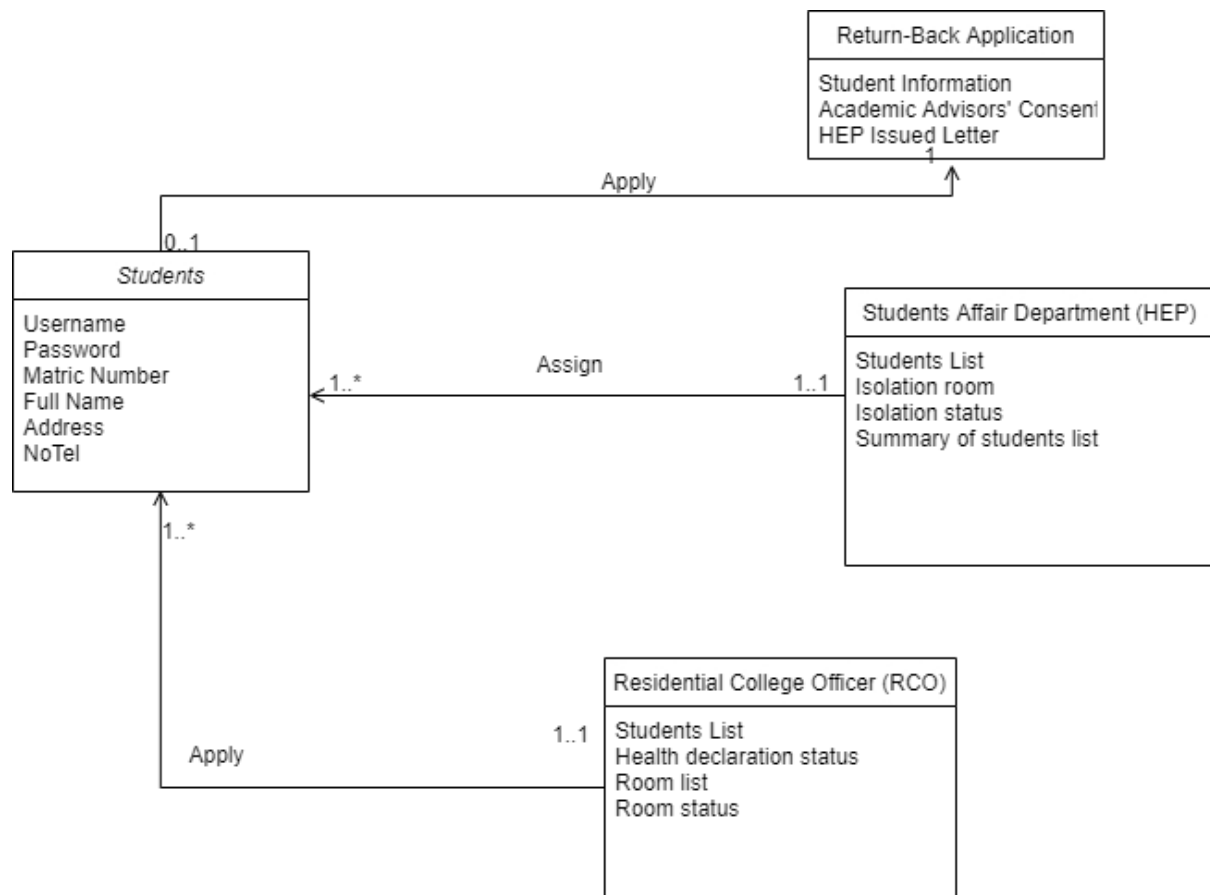 Return-Back Application
Student Information
Academic Advisors' Consent
HEP Issued Letter
1
Apply
0..1
Students
Username
Password
Matric Number
Full Name
Address
NoTel
Students Affair Department (HEP)
Students List
Isolation room
Isolation status
Summary of students list
Assign
1..*
1..1
1..*
Residential College Officer (RCO)
Students List
Health declaration status
Room list
Room status
1..1
Apply